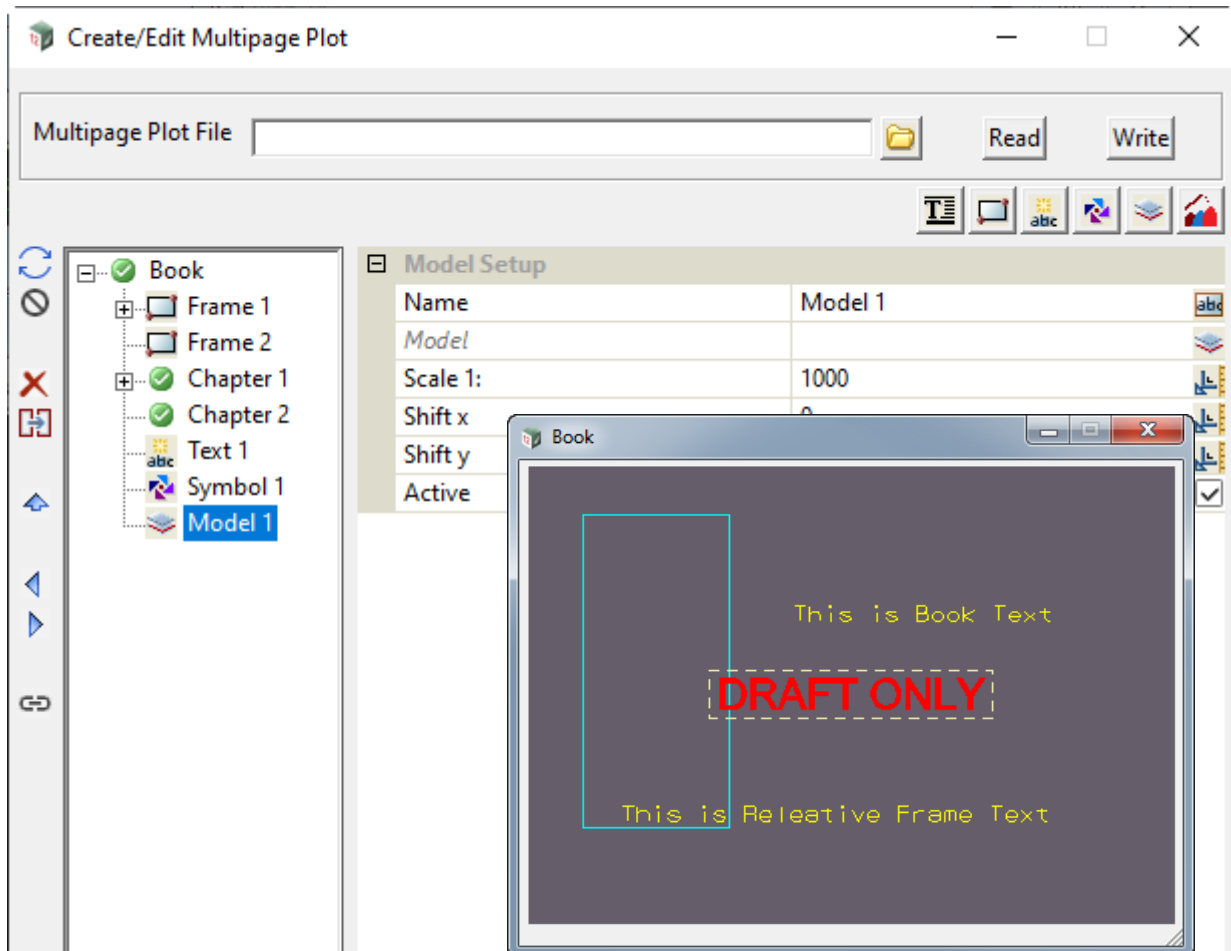 Create/Edit Multipage Plot
Multipage Plot File
Read
Write
abc
Book
Frame 1
Frame 2
Chapter 1
Chapter 2
abc
Text 1
Symbol 1
Model 1
Model Setup
Name Model 1
Model
Scale 1: 1000
Shift x
Shift y
Active
Book
This is Book Text
DRAFT ONLY
This is Releative Frame Text